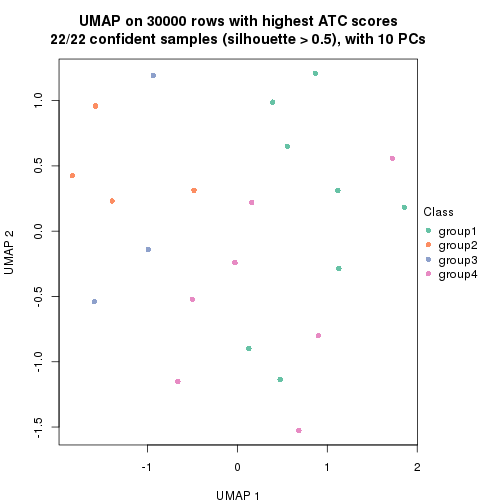 UMAP on 30000 rows with highest ATC scores
22/22 confident samples (silhouette > 0.5), with 10 PCs
1.0
0.5
0.0
-0.5
-1.0
-1.5
UMAP 2
-1
0
1
2
UMAP 1
Class
group1
group2
group3
group4